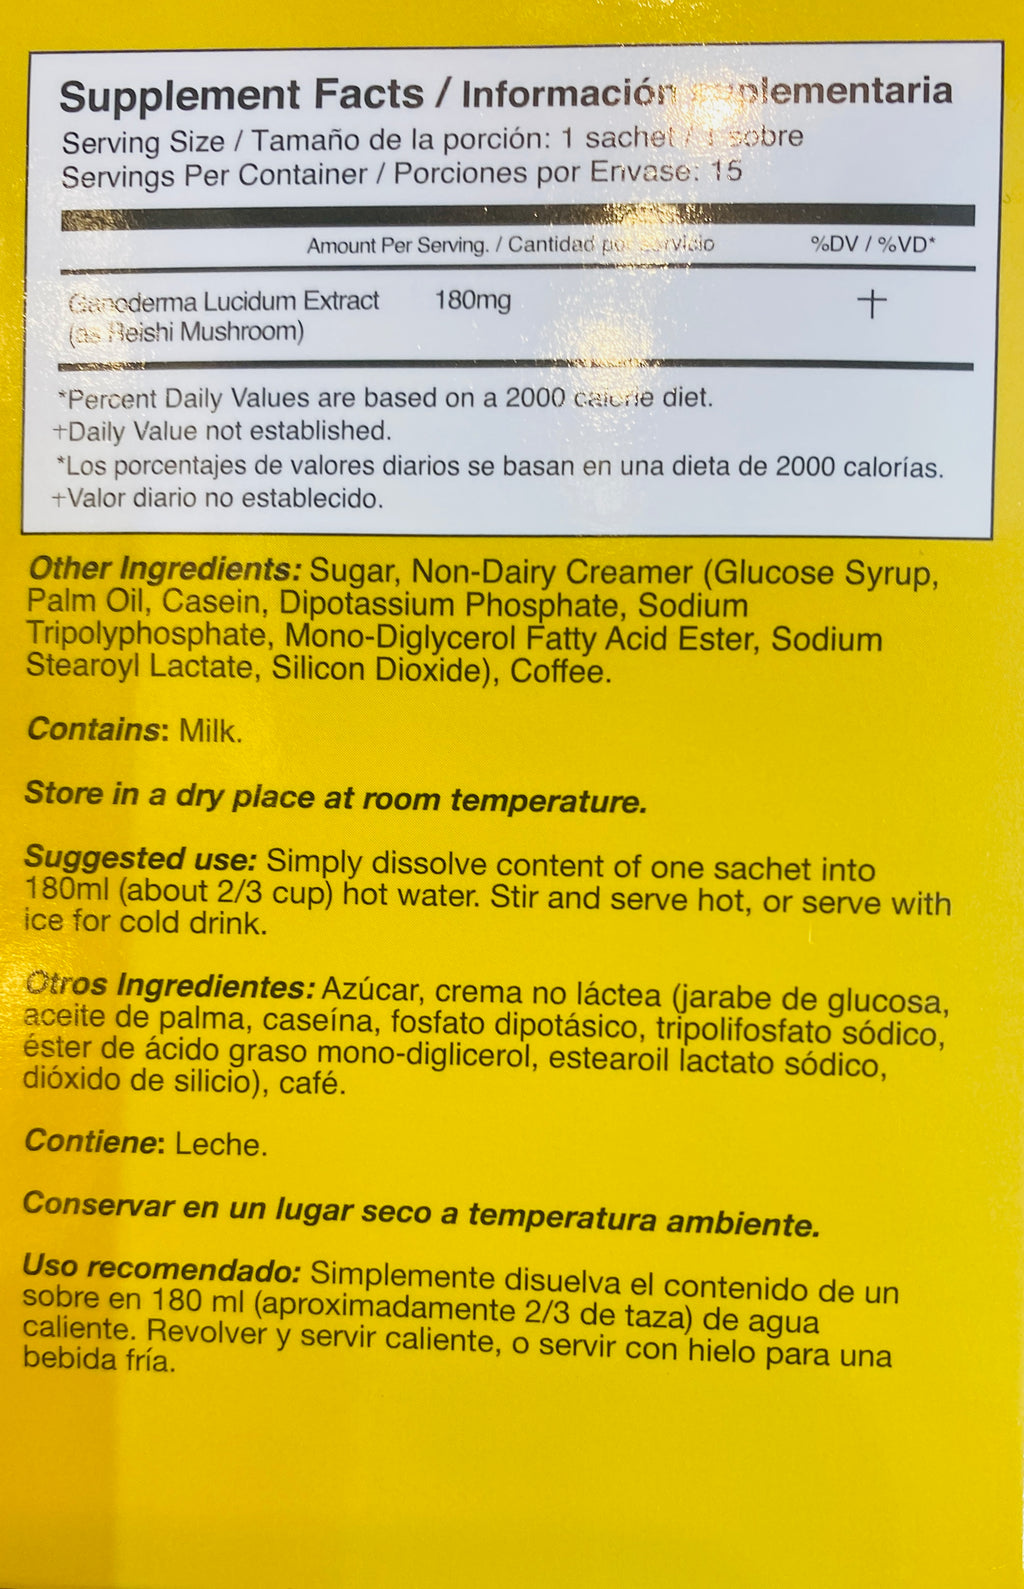 Supplement Facts / Información suplementaria
Serving Size / Tamaño de la porción: 1 sachet / 1 sobre
Servings Per Container / Porciones por Envase: 15
Amount Per Serving. / Cantidad por servicio %DV / %VD*
Ganoderma Lucidum Extract 180mg +
(as Reishi Mushroom)
*Percent Daily Values are based on a 2000 calorie diet.
+Daily Value not established.
*Los porcentajes de valores diarios se basan en una dieta de 2000 calorías.
+Valor diario no establecido.
Other Ingredients: Sugar, Non-Dairy Creamer (Glucose Syrup,
Palm Oil, Casein, Dipotassium Phosphate, Sodium
Tripolyphosphate, Mono-Diglycerol Fatty Acid Ester, Sodium
Stearoyl Lactate, Silicon Dioxide), Coffee.
Contains: Milk.
Store in a dry place at room temperature.
Suggested use: Simply dissolve content of one sachet into
180ml (about 2/3 cup) hot water. Stir and serve hot, or serve with
ice for cold drink.
Otros Ingredientes: Azúcar, crema no láctea (jarabe de glucosa,
aceite de palma, caseína, fosfato dipotásico, tripolifosfato sódico,
éster de ácido graso mono-diglicerol, estearoil lactato sódico,
dióxido de silicio), café.
Contiene: Leche.
Conservar en un lugar seco a temperatura ambiente.
Uso recomendado: Simplemente disuelva el contenido de un
sobre en 180 ml (aproximadamente 2/3 de taza) de agua
caliente. Revolver y servir caliente, o servir con hielo para una
bebida fría.